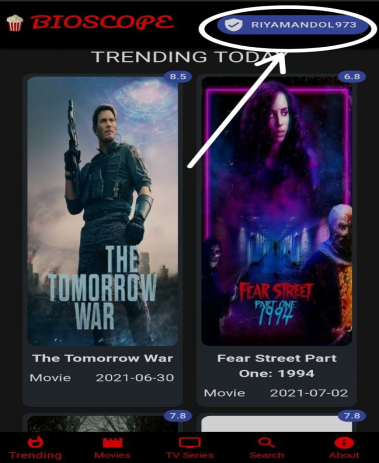 BIOSCOPE
RIYAMANDOL973
TRENDING TODAY
8.5
6.8
THE
TOMORROW
WAR
FEAR STREET
PART ONE
1994
The Tomorrow War
Movie 2021-06-30
Fear Street Part
One: 1994
Movie 2021-07-02
7.8
7.8
Trending Movies TV Series Search About